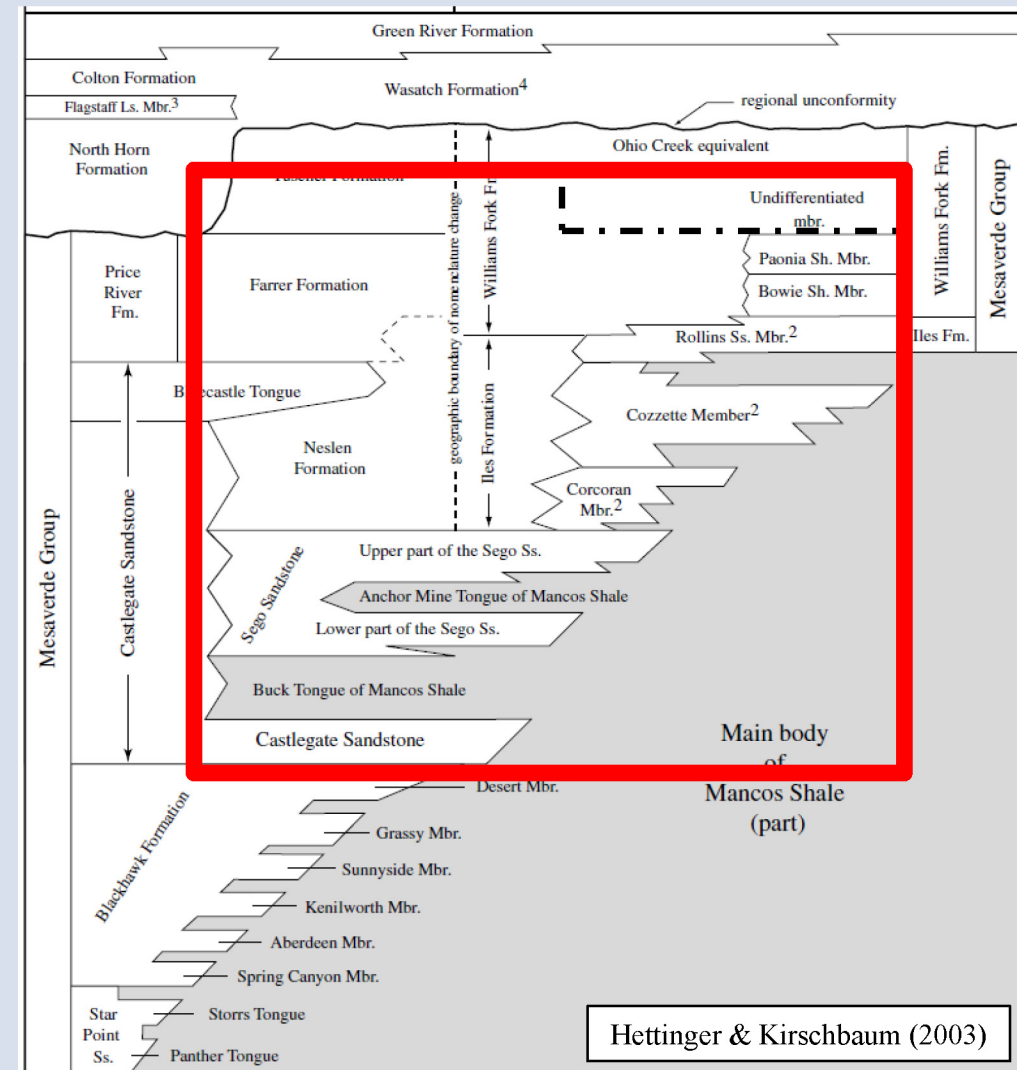 Green River Formation
Colton Formation
Wasatch Formation4
Flagstaff Ls. Mbr.3
regional unconformity
North Horn
Formation
Ohio Creek equivalent
Formation
Undifferentiated
mbr.
Williams Fork Fm.
Mesaverde Group
geographic boundary of nomenclature change
Williams Fork
Price
River
Fm.
Farrer Formation
Paonia Sh. Mbr.
Bowie Sh. Mbr.
Rollins Ss. Mbr.2
Iles Fm.
Tongue
Cozzette Member2
Iles Formation
Neslen
Formation
Corcoran
Mbr.2
Mesaverde Group
Castlegate Sandstone
Upper part of the Sego Ss.
Sego Sandstone
Anchor Mine Tongue of Mancos Shale
Lower part of the Sego Ss.
Buck Tongue of Mancos Shale
Castlegate Sandstone
Main body
of
Mancos Shale
(part)
Blackhawk Formation
Desert Mbr.
Grassy Mbr.
Sunnyside Mbr.
Kenilworth Mbr.
Aberdeen Mbr.
Spring Canyon Mbr.
Star
Point
Ss.
Storrs Tongue
Panther Tongue
Hettinger & Kirschbaum (2003)